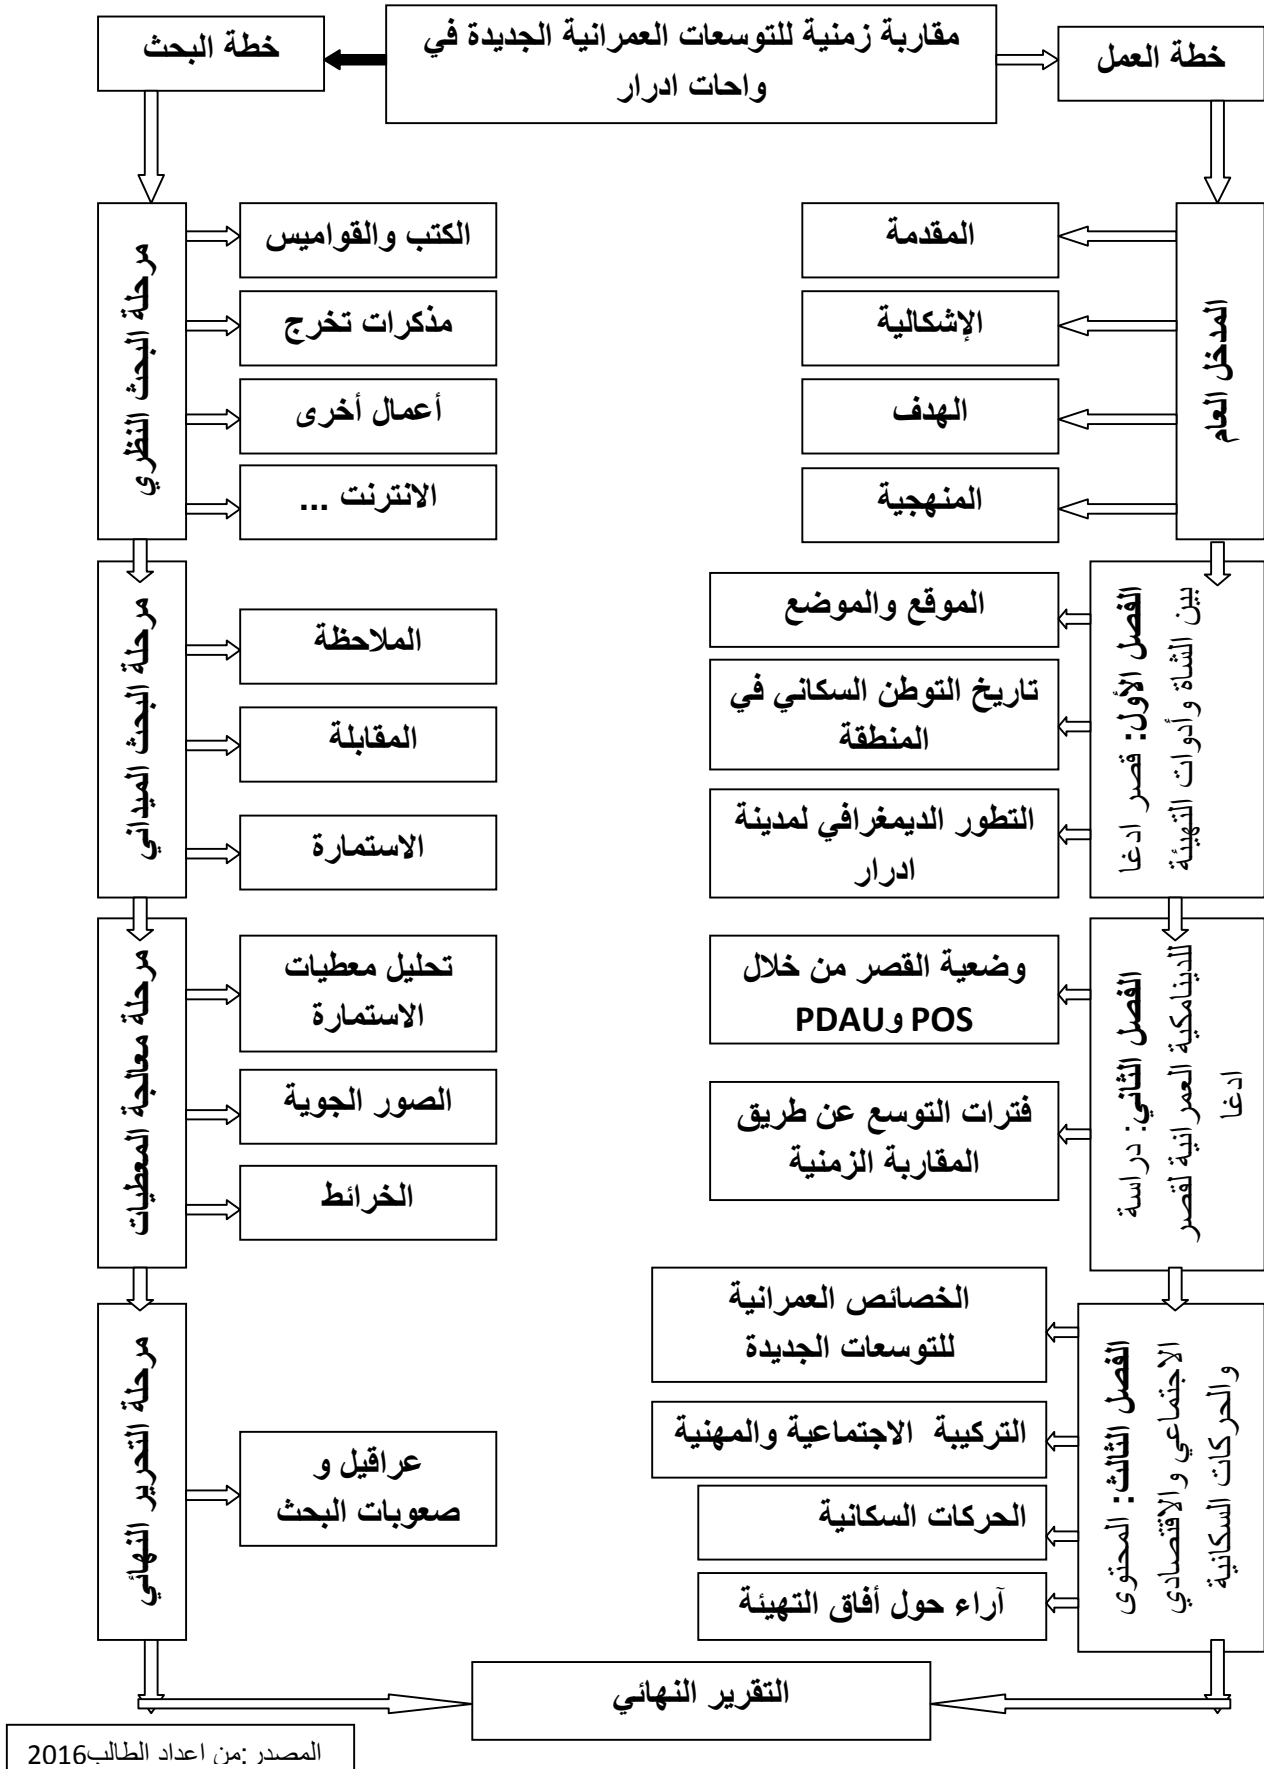 مقاربة زمنية للتوسعات العمرانية الجديدة في
واحات ادرار
خطة العمل
خطة البحث
المدخل العام
المقدمة
الإشكالية
الهدف
المنهجية
الفصل الأول: قصر ادغا
بين الشاة وأدوات التهيئة
الموقع والموضع
تاريخ التوطن السكاني في
المنطقة
التطور الديمغرافي لمدينة
ادرار
الفصل الثاني: دراسة
للدينامكية العمرانية لقصر
ادغا
وضعية القصر من خلال
PDAUو POS
فترات التوسع عن طريق
المقاربة الزمنية
الفصل الثالث: المحتوى
الاجتماعي والاقتصادي
والحركات السكانية
الخصائص العمرانية
للتوسعات الجديدة
التركيبة الاجتماعية والمهنية
الحركات السكانية
آراء حول أفاق التهيئة
مرحلة البحث النظري
الكتب والقواميس
مذكرات تخرج
أعمال أخرى
الانترنت ...
مرحلة البحث الميداني
الملاحظة
المقابلة
الاستمارة
مرحلة معالجة المعطيات
تحليل معطيات
الاستمارة
الصور الجوية
الخرائط
مرحلة التحرير النهائي
عراقيل و
صعوبات البحث
التقرير النهائي
المصدر :من اعداد الطالب2016